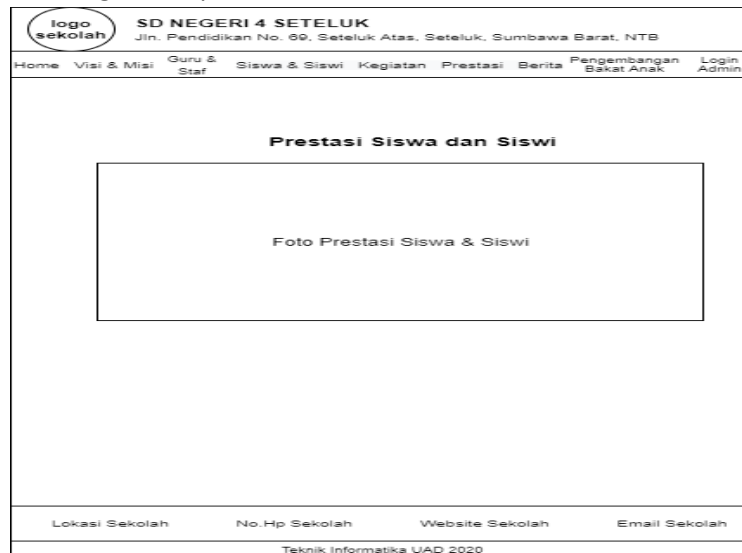 logo
sekolah
SD NEGERI 4 SETELUK
Jln. Pendidikan No. 69, Seteluk Atas, Seteluk, Sumbawa Barat, NTB
Home Visi & Misi Guru & Staf Siswa & Siswi Kegiatan Prestasi Berita Pengembangan Bakat Anak Login Admin
Prestasi Siswa dan Siswi
Foto Prestasi Siswa & Siswi
Lokasi Sekolah No.Hp Sekolah Website Sekolah Email Sekolah
Teknik Informatika UAD 2020